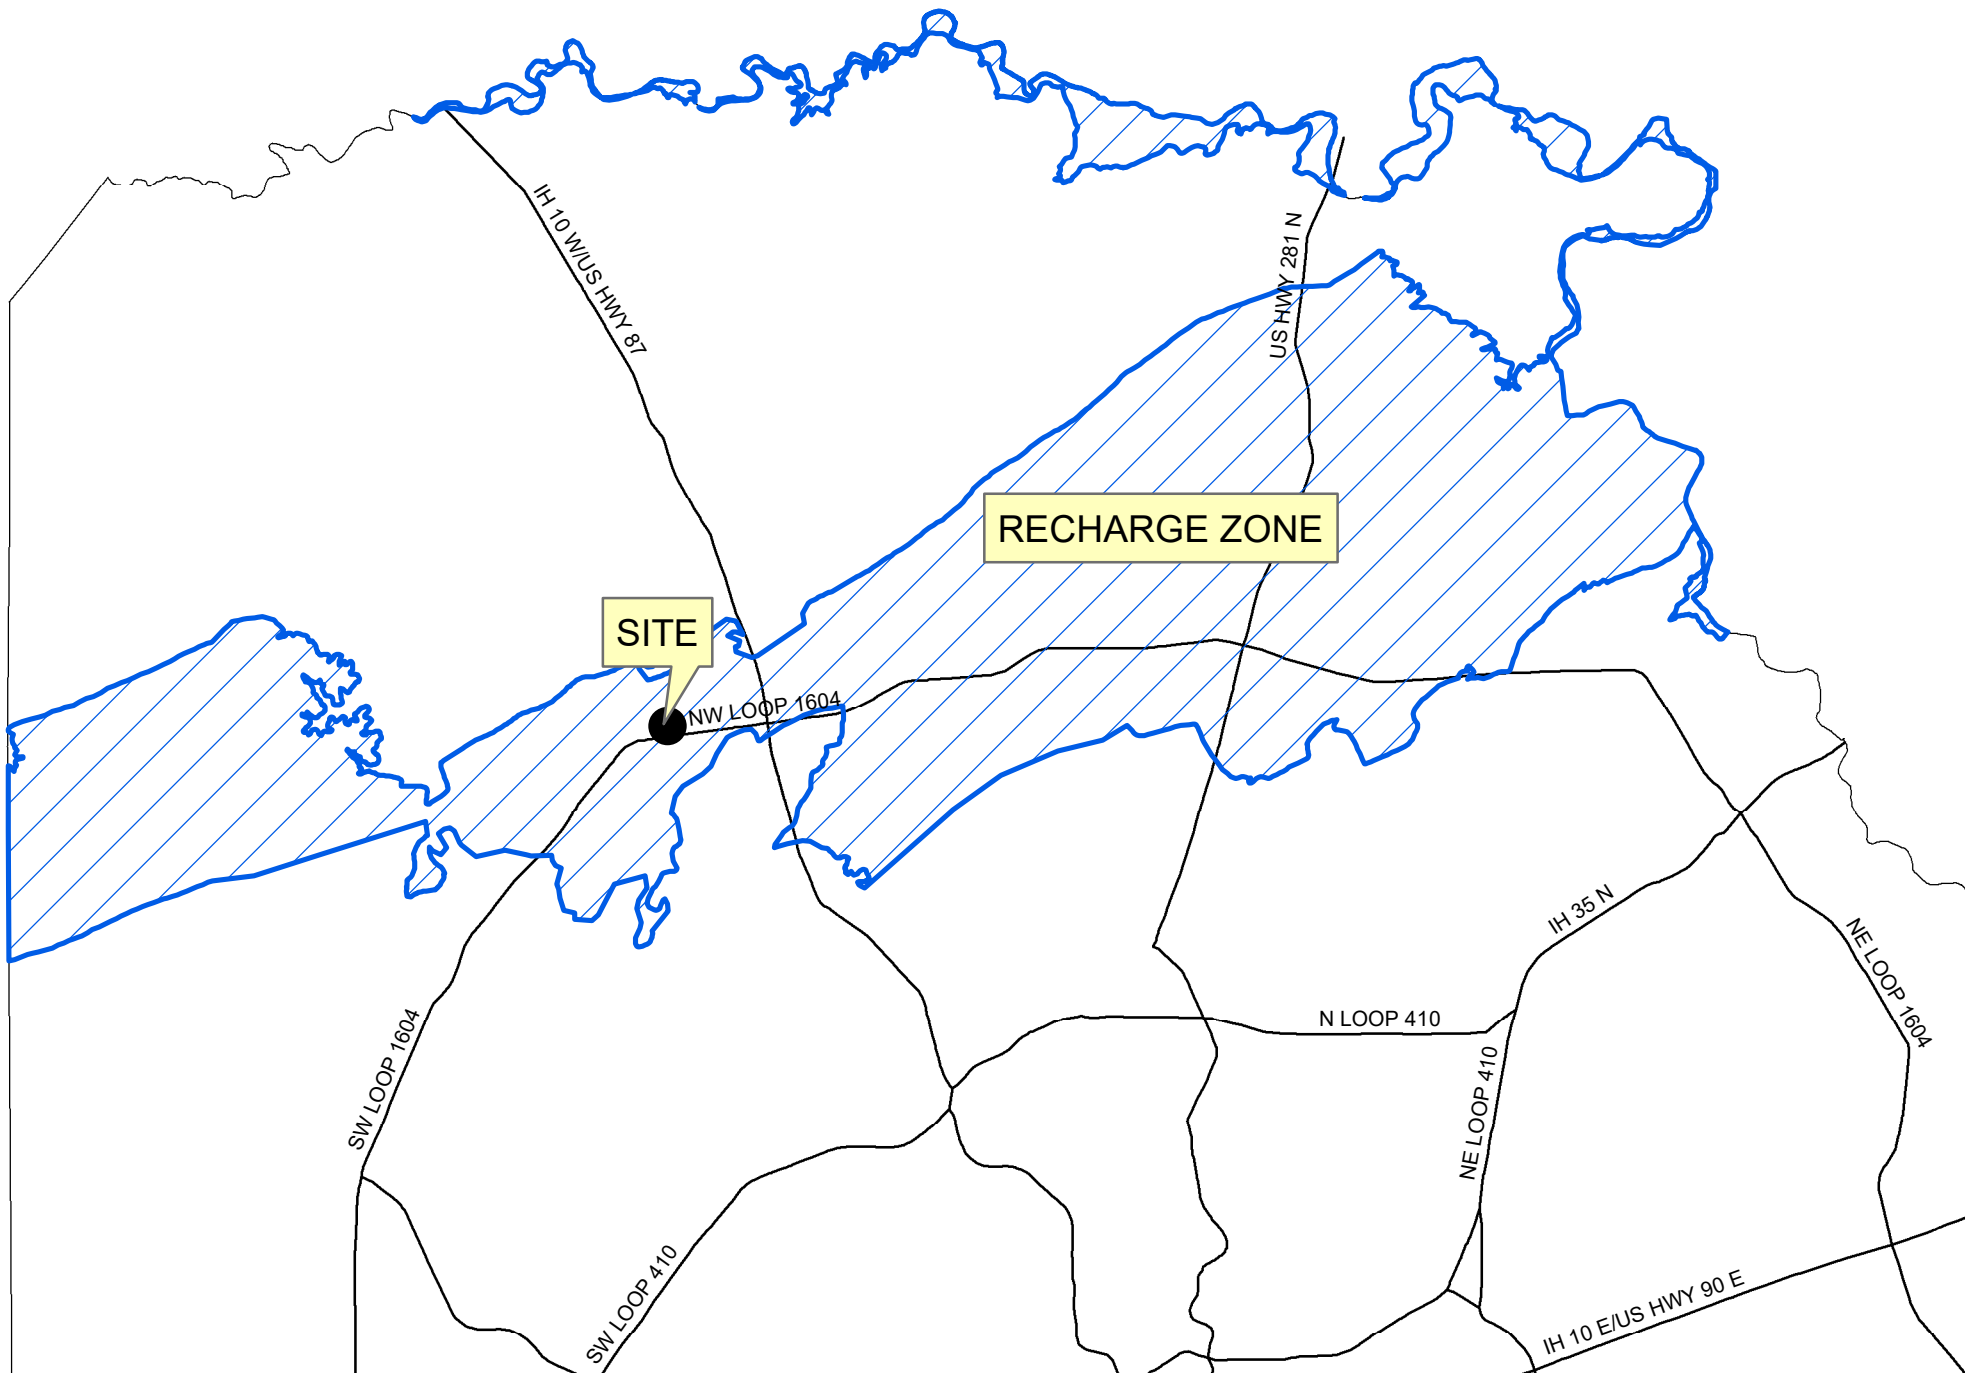 IH 10 W/US HWY 87
US HWY 281 N
RECHARGE ZONE
SITE
NW LOOP 1604
IH 35 N
NE LOOP 1604
N LOOP 410
SW LOOP 1604
NE LOOP 410
SW LOOP 410
IH 10 E/US HWY 90 E